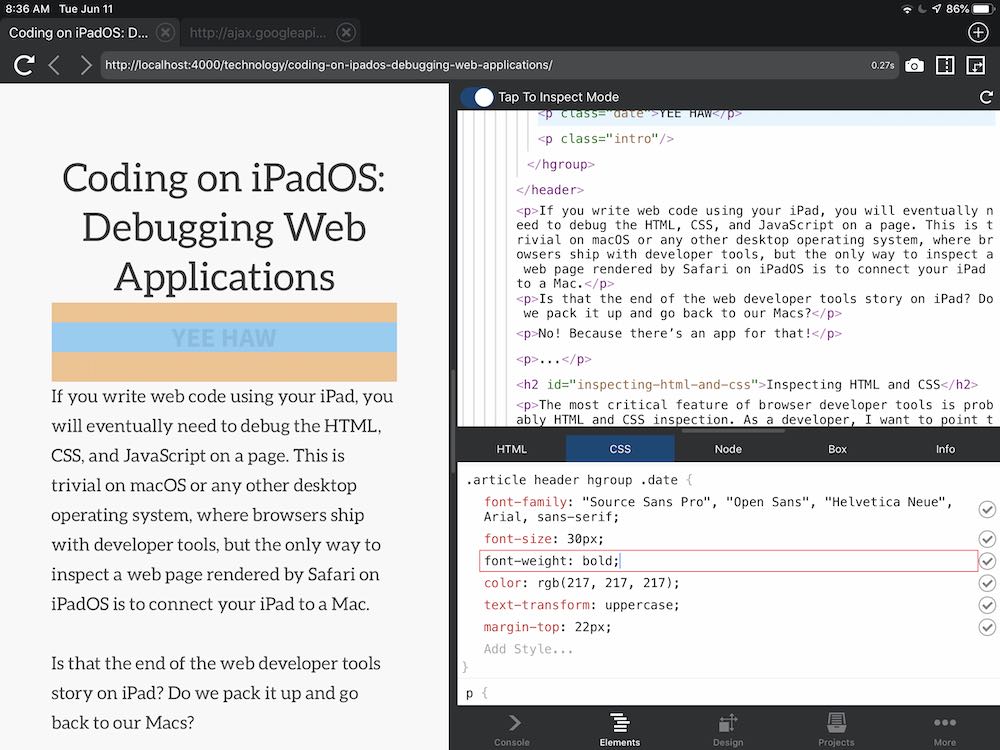 8:36 AM Tue Jun 11
86%
Coding on iPadOS: D...
http://ajax.googleapi...
http://localhost:4000/technology/coding-on-ipados-debugging-web-applications/
0.27s
Coding on iPadOS:
Debugging Web
Applications
YEE HAW
If you write web code using your iPad, you
will eventually need to debug the HTML,
CSS, and JavaScript on a page. This is
trivial on macOS or any other desktop
operating system, where browsers ship
with developer tools, but the only way to
inspect a web page rendered by Safari on
iPadOS is to connect your iPad to a Mac.
Is that the end of the web developer tools
story on iPad? Do we pack it up and go
back to our Macs?
Tap To Inspect Mode
<p class="date">YEE HAW</p>
<p class="intro"/>
</hgroup>
</header>
<p>If you write web code using your iPad, you will eventually n
eed to debug the HTML, CSS, and JavaScript on a page. This is t
rivial on macOS or any other desktop operating system, where br
owsers ship with developer tools, but the only way to inspect a
web page rendered by Safari on iPadOS is to connect your iPad
to a Mac.</p>
<p>Is that the end of the web developer tools story on iPad? Do
we pack it up and go back to our Macs?</p>
<p>No! Because there’s an app for that!</p>
<p>...</p>
<h2 id="inspecting-html-and-css">Inspecting HTML and CSS</h2>
<p>The most critical feature of browser developer tools is prob
ably HTML and CSS inspection. As a developer, I want to point t
HTML
CSS
Node
Box
Info
.article header hgroup .date {
font-family: "Source Sans Pro", "Open Sans", "Helvetica Neue",
Arial, sans-serif;
font-size: 30px;
font-weight: bold;
color: rgb(217, 217, 217);
text-transform: uppercase;
margin-top: 22px;
Add Style...
}
p {
Console
Elements
Design
Projects
More